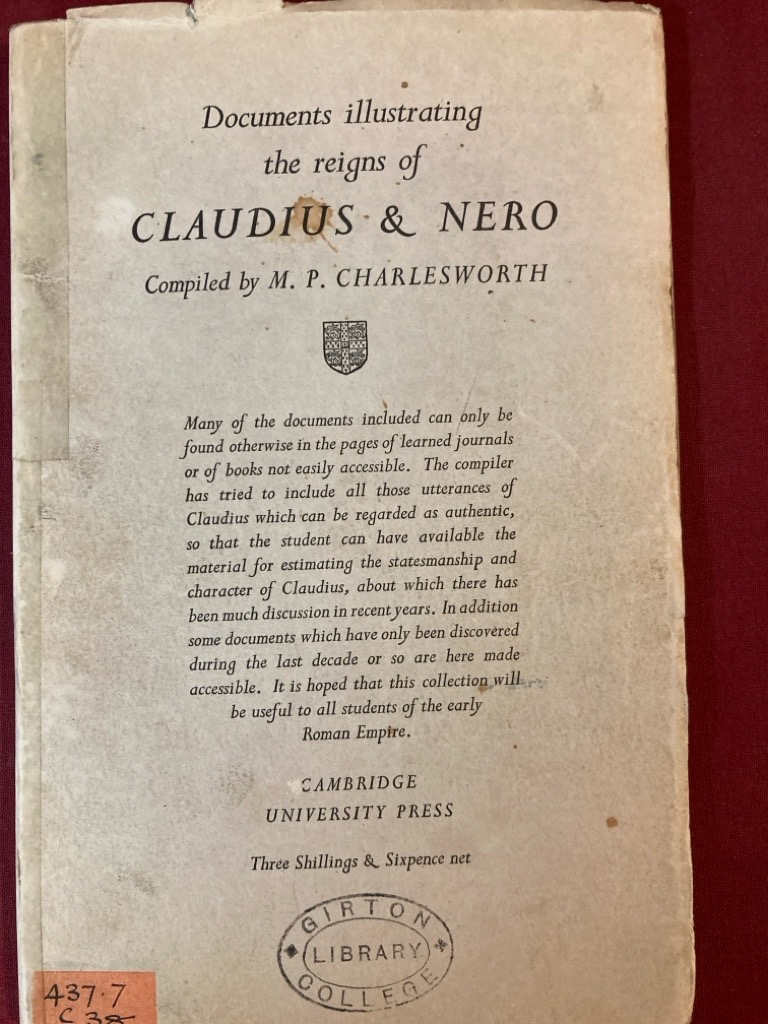 Documents illustrating
the reigns of
CLAUDIUS & NERO
Compiled by M. P. CHARLESWORTH
Many of the documents included can only be
found otherwise in the pages of learned journals
or of books not easily accessible. The compiler
has tried to include all those utterances of
Claudius which can be regarded as authentic,
so that the student can have available the
material for estimating the statesmanship and
character of Claudius, about which there has
been much discussion in recent years. In addition
some documents which have only been discovered
during the last decade or so are here made
accessible. It is hoped that this collection will
be useful to all students of the early
Roman Empire.
CAMBRIDGE
UNIVERSITY PRESS
Three Shillings & Sixpence net
GIRTON
LIBRARY
COLLEGE
437.7